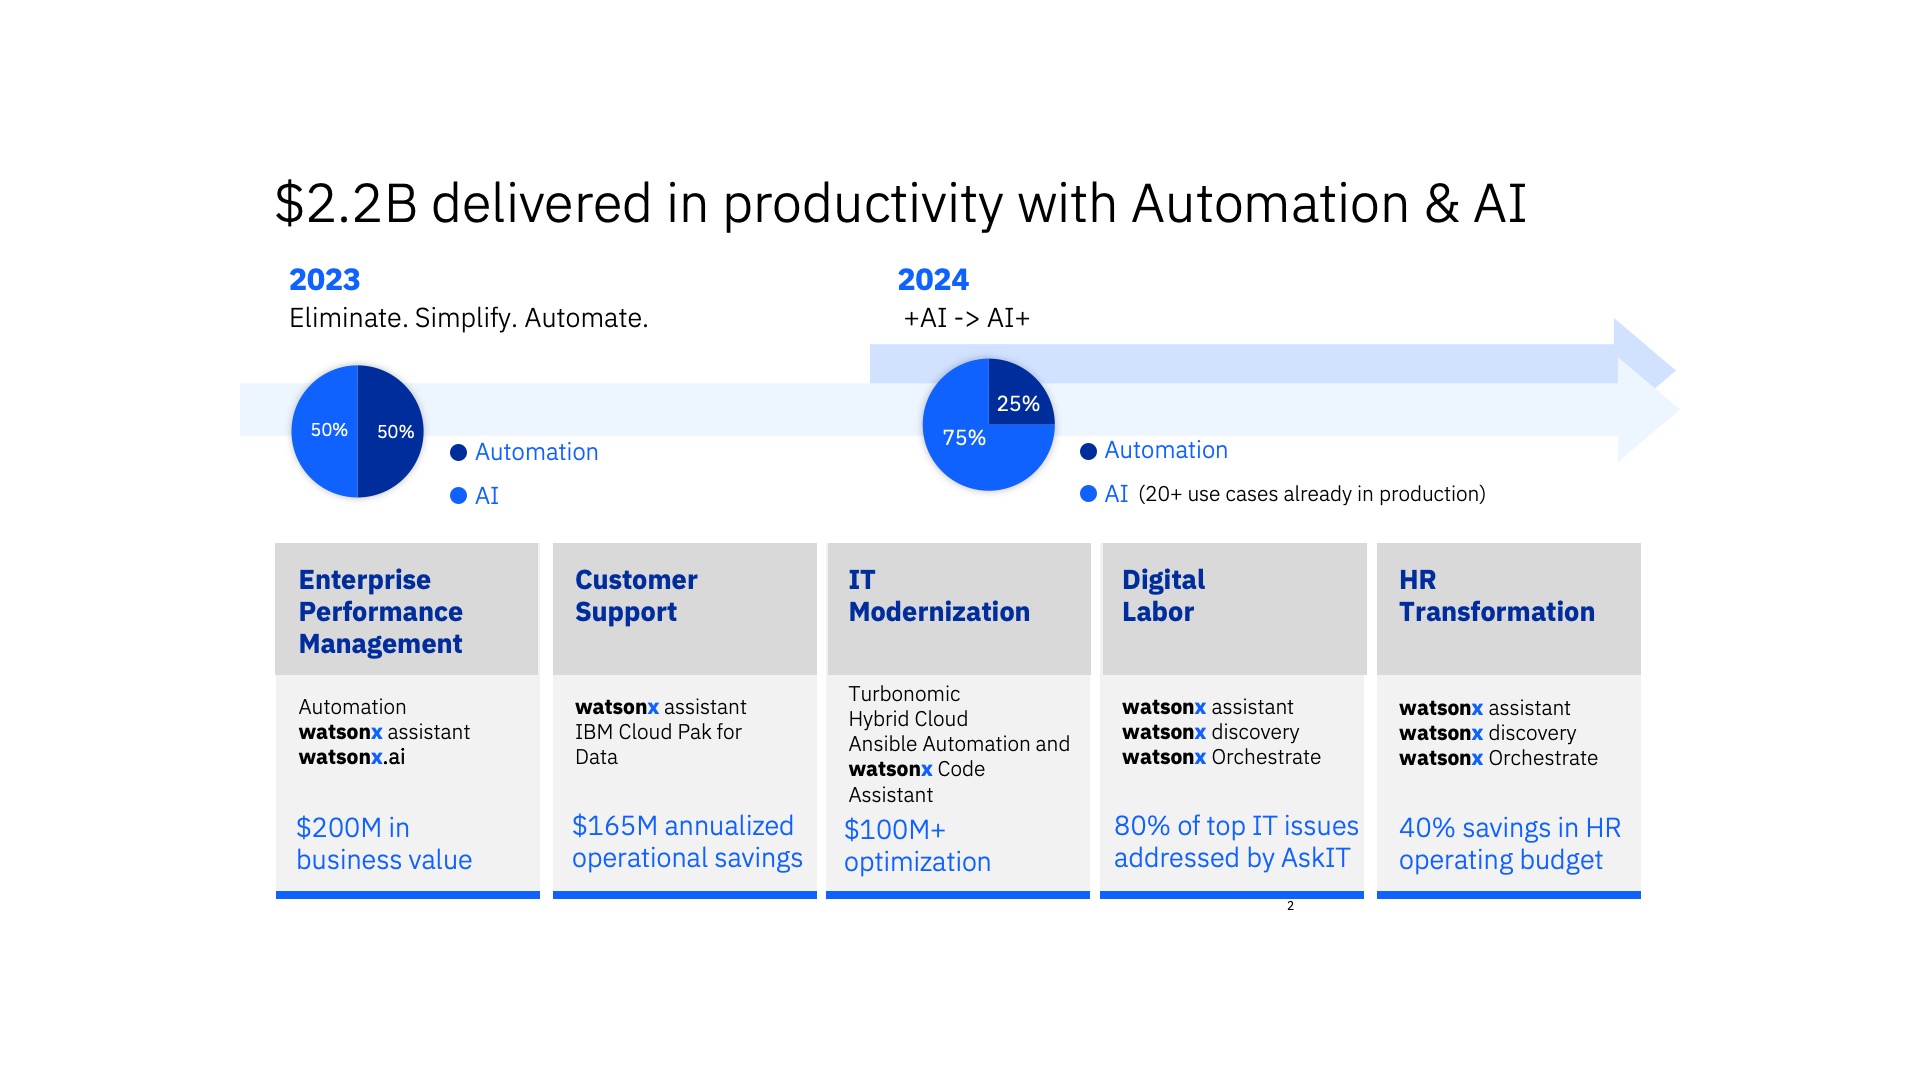 $2.2B delivered in productivity with Automation & AI
2023
Eliminate. Simplify. Automate.
50%
50%
Automation
AI
2024
+AI -> AI+
25%
75%
Automation
AI (20+ use cases already in production)
Enterprise
Performance
Management
Automation
watsonx assistant
watsonx.ai
$200M in
business value
Customer
Support
watsonx assistant
IBM Cloud Pak for
Data
$165M annualized
operational savings
IT
Modernization
Turbonomic
Hybrid Cloud
Ansible Automation and
watsonx Code
Assistant
$100M+
optimization
Digital
Labor
watsonx assistant
watsonx discovery
watsonx Orchestrate
80% of top IT issues
addressed by AskIT
HR
Transformation
watsonx assistant
watsonx discovery
watsonx Orchestrate
40% savings in HR
operating budget
2